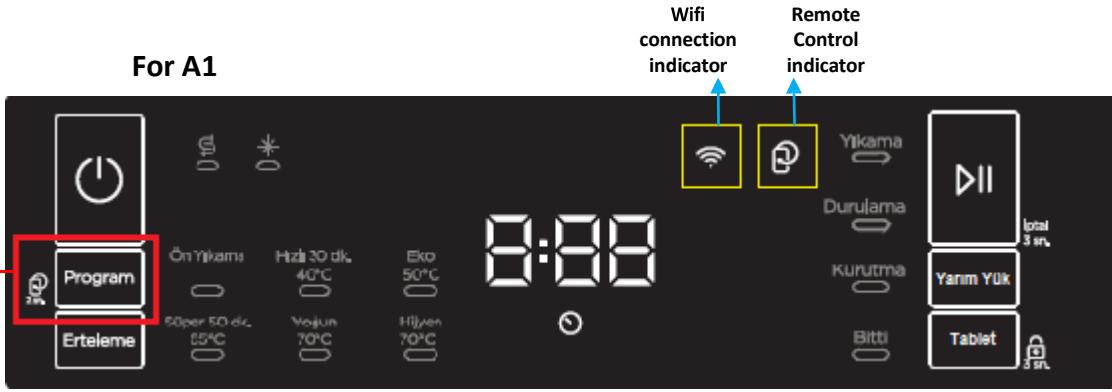 Wifi
connection
indicator
Remote
Control
indicator
For A1
Yıkama
Durulama
İptal
3 sn.
Ön Yıkama
Hızlı 30 dk.
40°C
Eko
50°C
8:88
Program
Kurutma
Yarım Yük
Erteleme
Süper 50 dk.
65°C
Yoğun
70°C
Hijyen
70°C
Bitti
Tablet
3 sn.